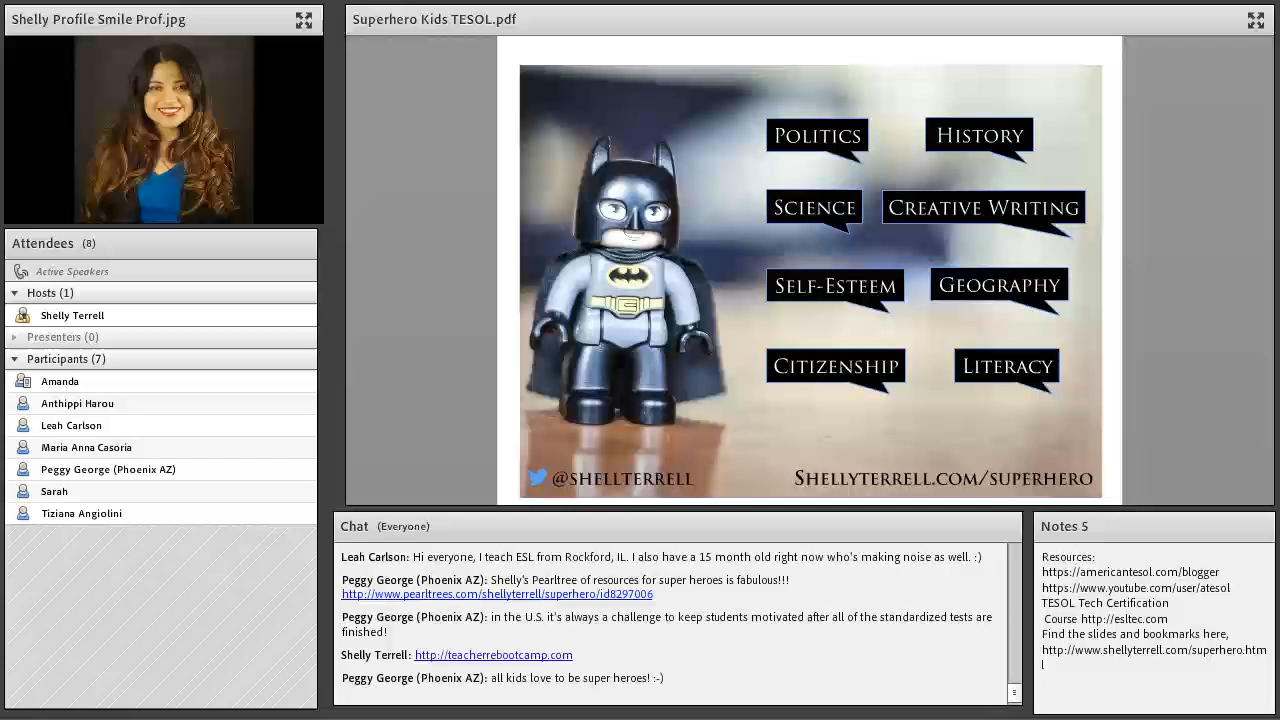 Shelly Profile Smile Prof.jpg
Attendees (8)
Active Speakers
Hosts (1)
Shelly Terrell
Presenters (0)
Participants (7)
Amanda
Anthippi Harou
Leah Carlson
Maria Anna Casoria
Peggy George (Phoenix AZ)
Sarah
Tiziana Angiolini
Superhero Kids TESOL.pdf
POLITICS
HISTORY
SCIENCE
CREATIVE WRITING
SELF-ESTEEM
GEOGRAPHY
CITIZENSHIP
LITERACY
@SHELLTERRELL
SHELLYTERRELL.COM/SUPERHERO
Chat (Everyone)
Leah Carlson: Hi everyone, I teach ESL from Rockford, IL. I also have a 15 month old right now who's making noise as well. :)
Peggy George (Phoenix AZ): Shelly's Pearltree of resources for super heroes is fabulous!!!
http://www.pearltrees.com/shellyterrell/superhero/id8297006
Peggy George (Phoenix AZ): in the U.S. it's always a challenge to keep students motivated after all of the standardized tests are
finished!
Shelly Terrell: http://teacherrebootcamp.com
Peggy George (Phoenix AZ): all kids love to be super heroes! :-)
Notes 5
Resources:
https://americantesol.com/blogger
https://www.youtube.com/user/atesol
TESOL Tech Certification
Course http://esltec.com
Find the slides and bookmarks here,
http://www.shellyterrell.com/superhero.htm
l